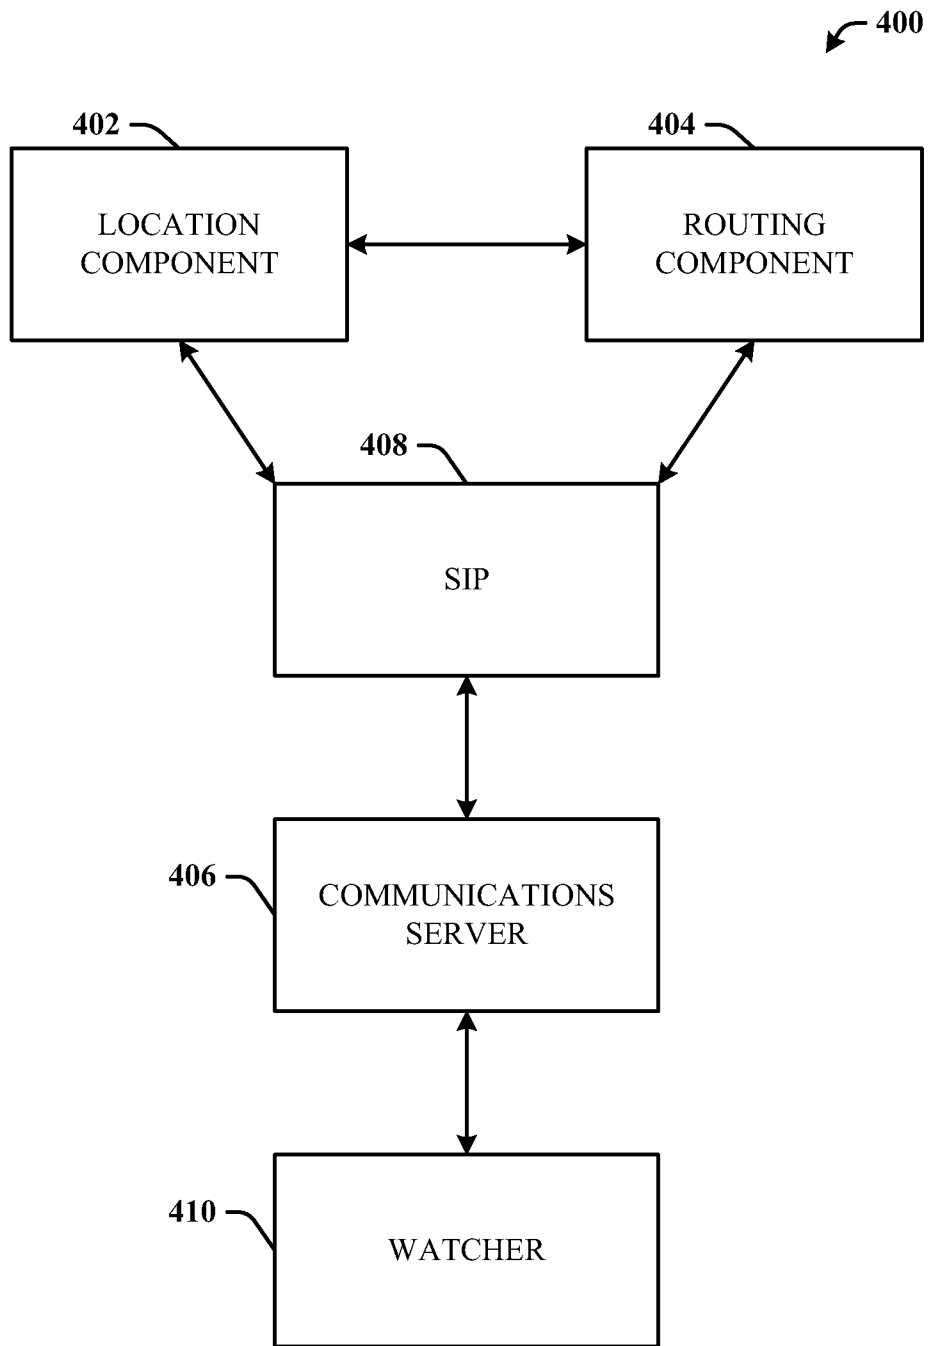 400
402
404
LOCATION
COMPONENT
ROUTING
COMPONENT
408
SIP
406
COMMUNICATIONS
SERVER
410
WATCHER